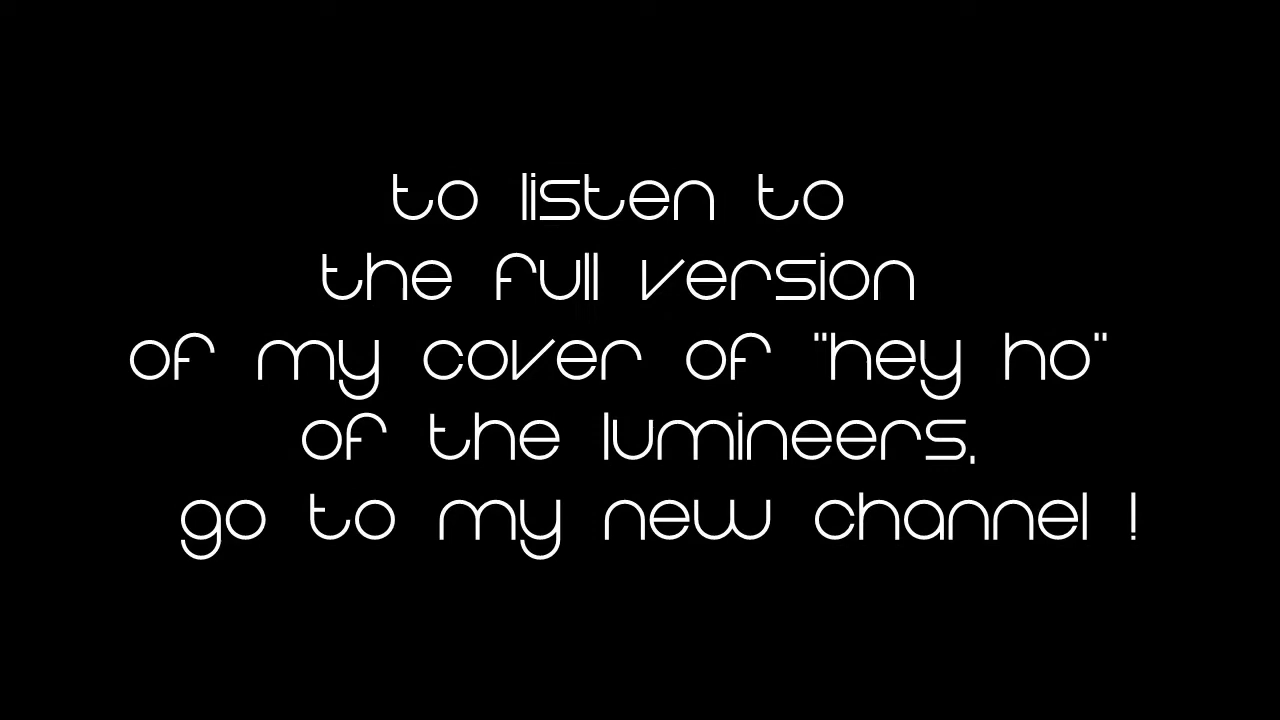 to listen to
the full version
of my cover of "hey ho"
of the lumineers,
go to my new channel !